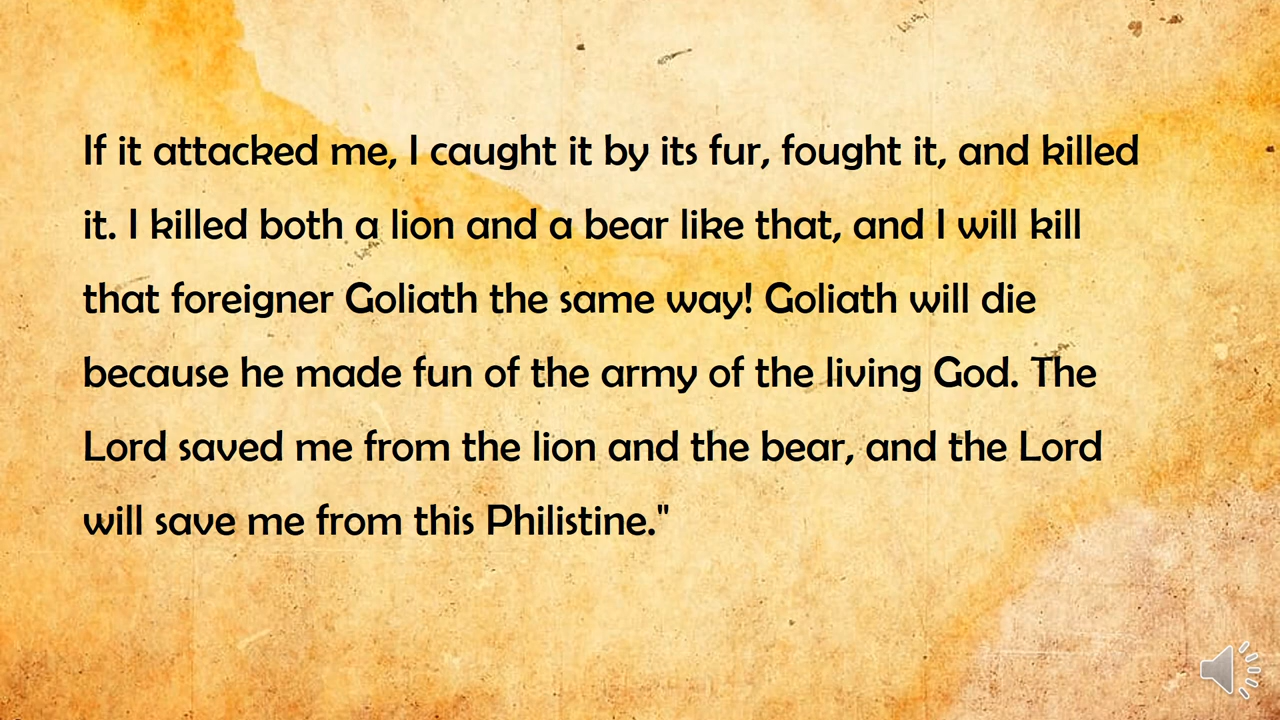 If it attacked me, I caught it by its fur, fought it, and killed
it. I killed both a lion and a bear like that, and I will kill
that foreigner Goliath the same way! Goliath will die
because he made fun of the army of the living God. The
Lord saved me from the lion and the bear, and the Lord
will save me from this Philistine."